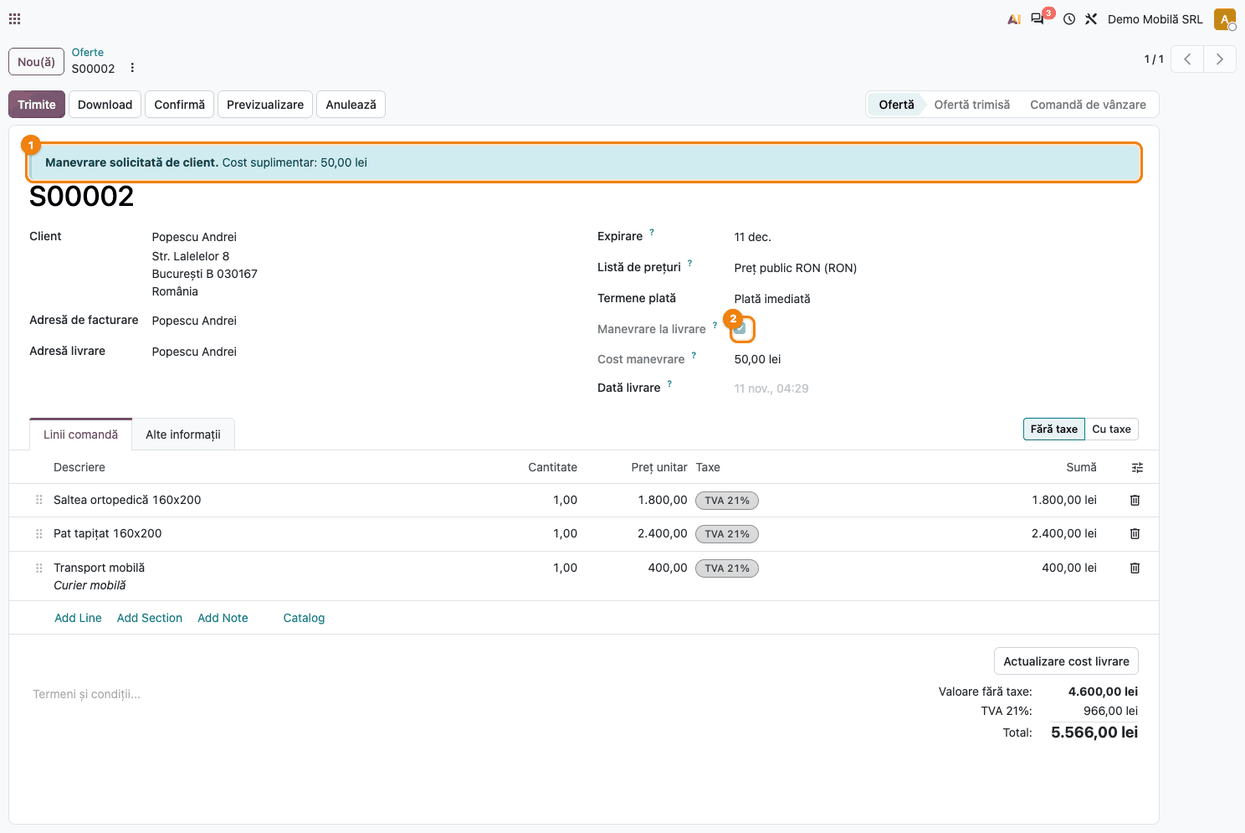 AI
3
Demo Mobilă SRL
A
Nou(ă)
Oferte
S00002
1 / 1
Trimite
Download
Confirmă
Previzualizare
Anulează
Ofertă
Ofertă trimisă
Comandă de vânzare
1
Manevrare solicitată de client. Cost suplimentar: 50,00 lei
S00002
Client
Popescu Andrei
Str. Lalelelor 8
București B 030167
România
Adresă de facturare
Popescu Andrei
Adresă livrare
Popescu Andrei
Expirare ?
11 dec.
Listă de prețuri ?
Preț public RON (RON)
Termene plată
Plată imediată
Manevrare la livrare ?
2
Cost manevrare ?
50,00 lei
Dată livrare ?
11 nov., 04:29
Linii comandă
Alte informații
Fără taxe
Cu taxe
Descriere Cantitate Preț unitar Taxe Sumă
Saltea ortopedică 160x200 1,00 1.800,00 TVA 21% 1.800,00 lei
Pat tapițat 160x200 1,00 2.400,00 TVA 21% 2.400,00 lei
Transport mobilă 1,00 400,00 TVA 21% 400,00 lei
Curier mobilă
Add Line Add Section Add Note Catalog
Actualizare cost livrare
Termeni și condiții...
Valoare fără taxe: 4.600,00 lei
TVA 21%: 966,00 lei
Total: 5.566,00 lei